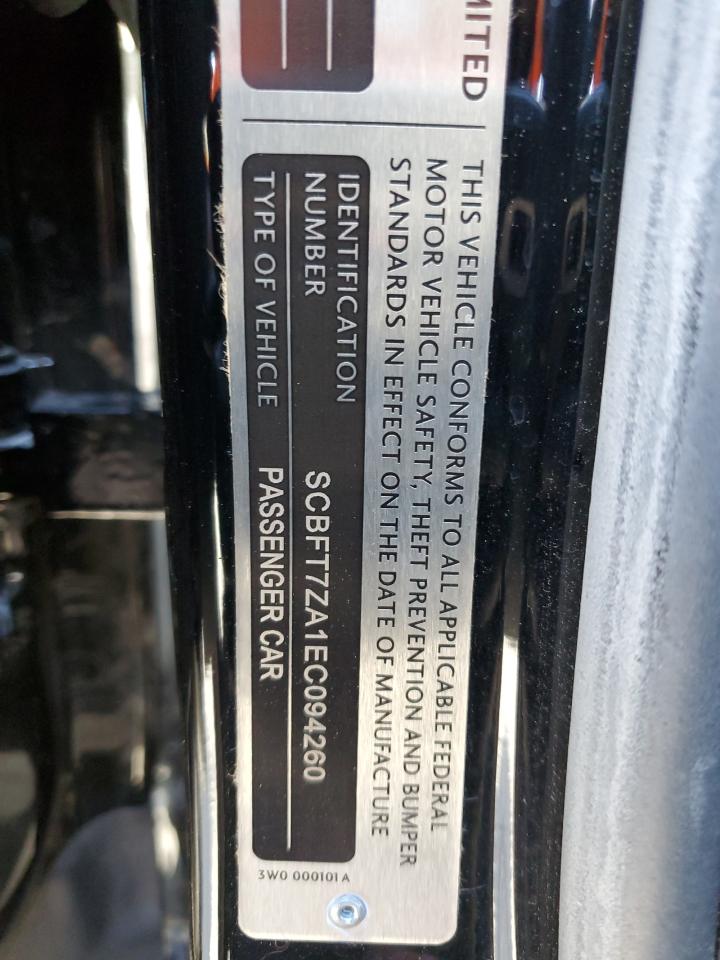 MITED
THIS VEHICLE CONFORMS TO ALL APPLICABLE FEDERAL
MOTOR VEHICLE SAFETY, THEFT PREVENTION AND BUMPER
STANDARDS IN EFFECT ON THE DATE OF MANUFACTURE
IDENTIFICATION
NUMBER SCBFT7ZA1EC094260
TYPE OF VEHICLE PASSENGER CAR
3W0 000101 A